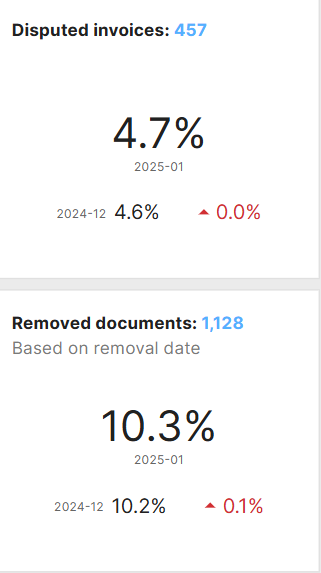 Disputed invoices: 457
4.7%
2025-01
2024-12 4.6% 0.0%
Removed documents: 1,128
Based on removal date
10.3%
2025-01
2024-12 10.2% 0.1%